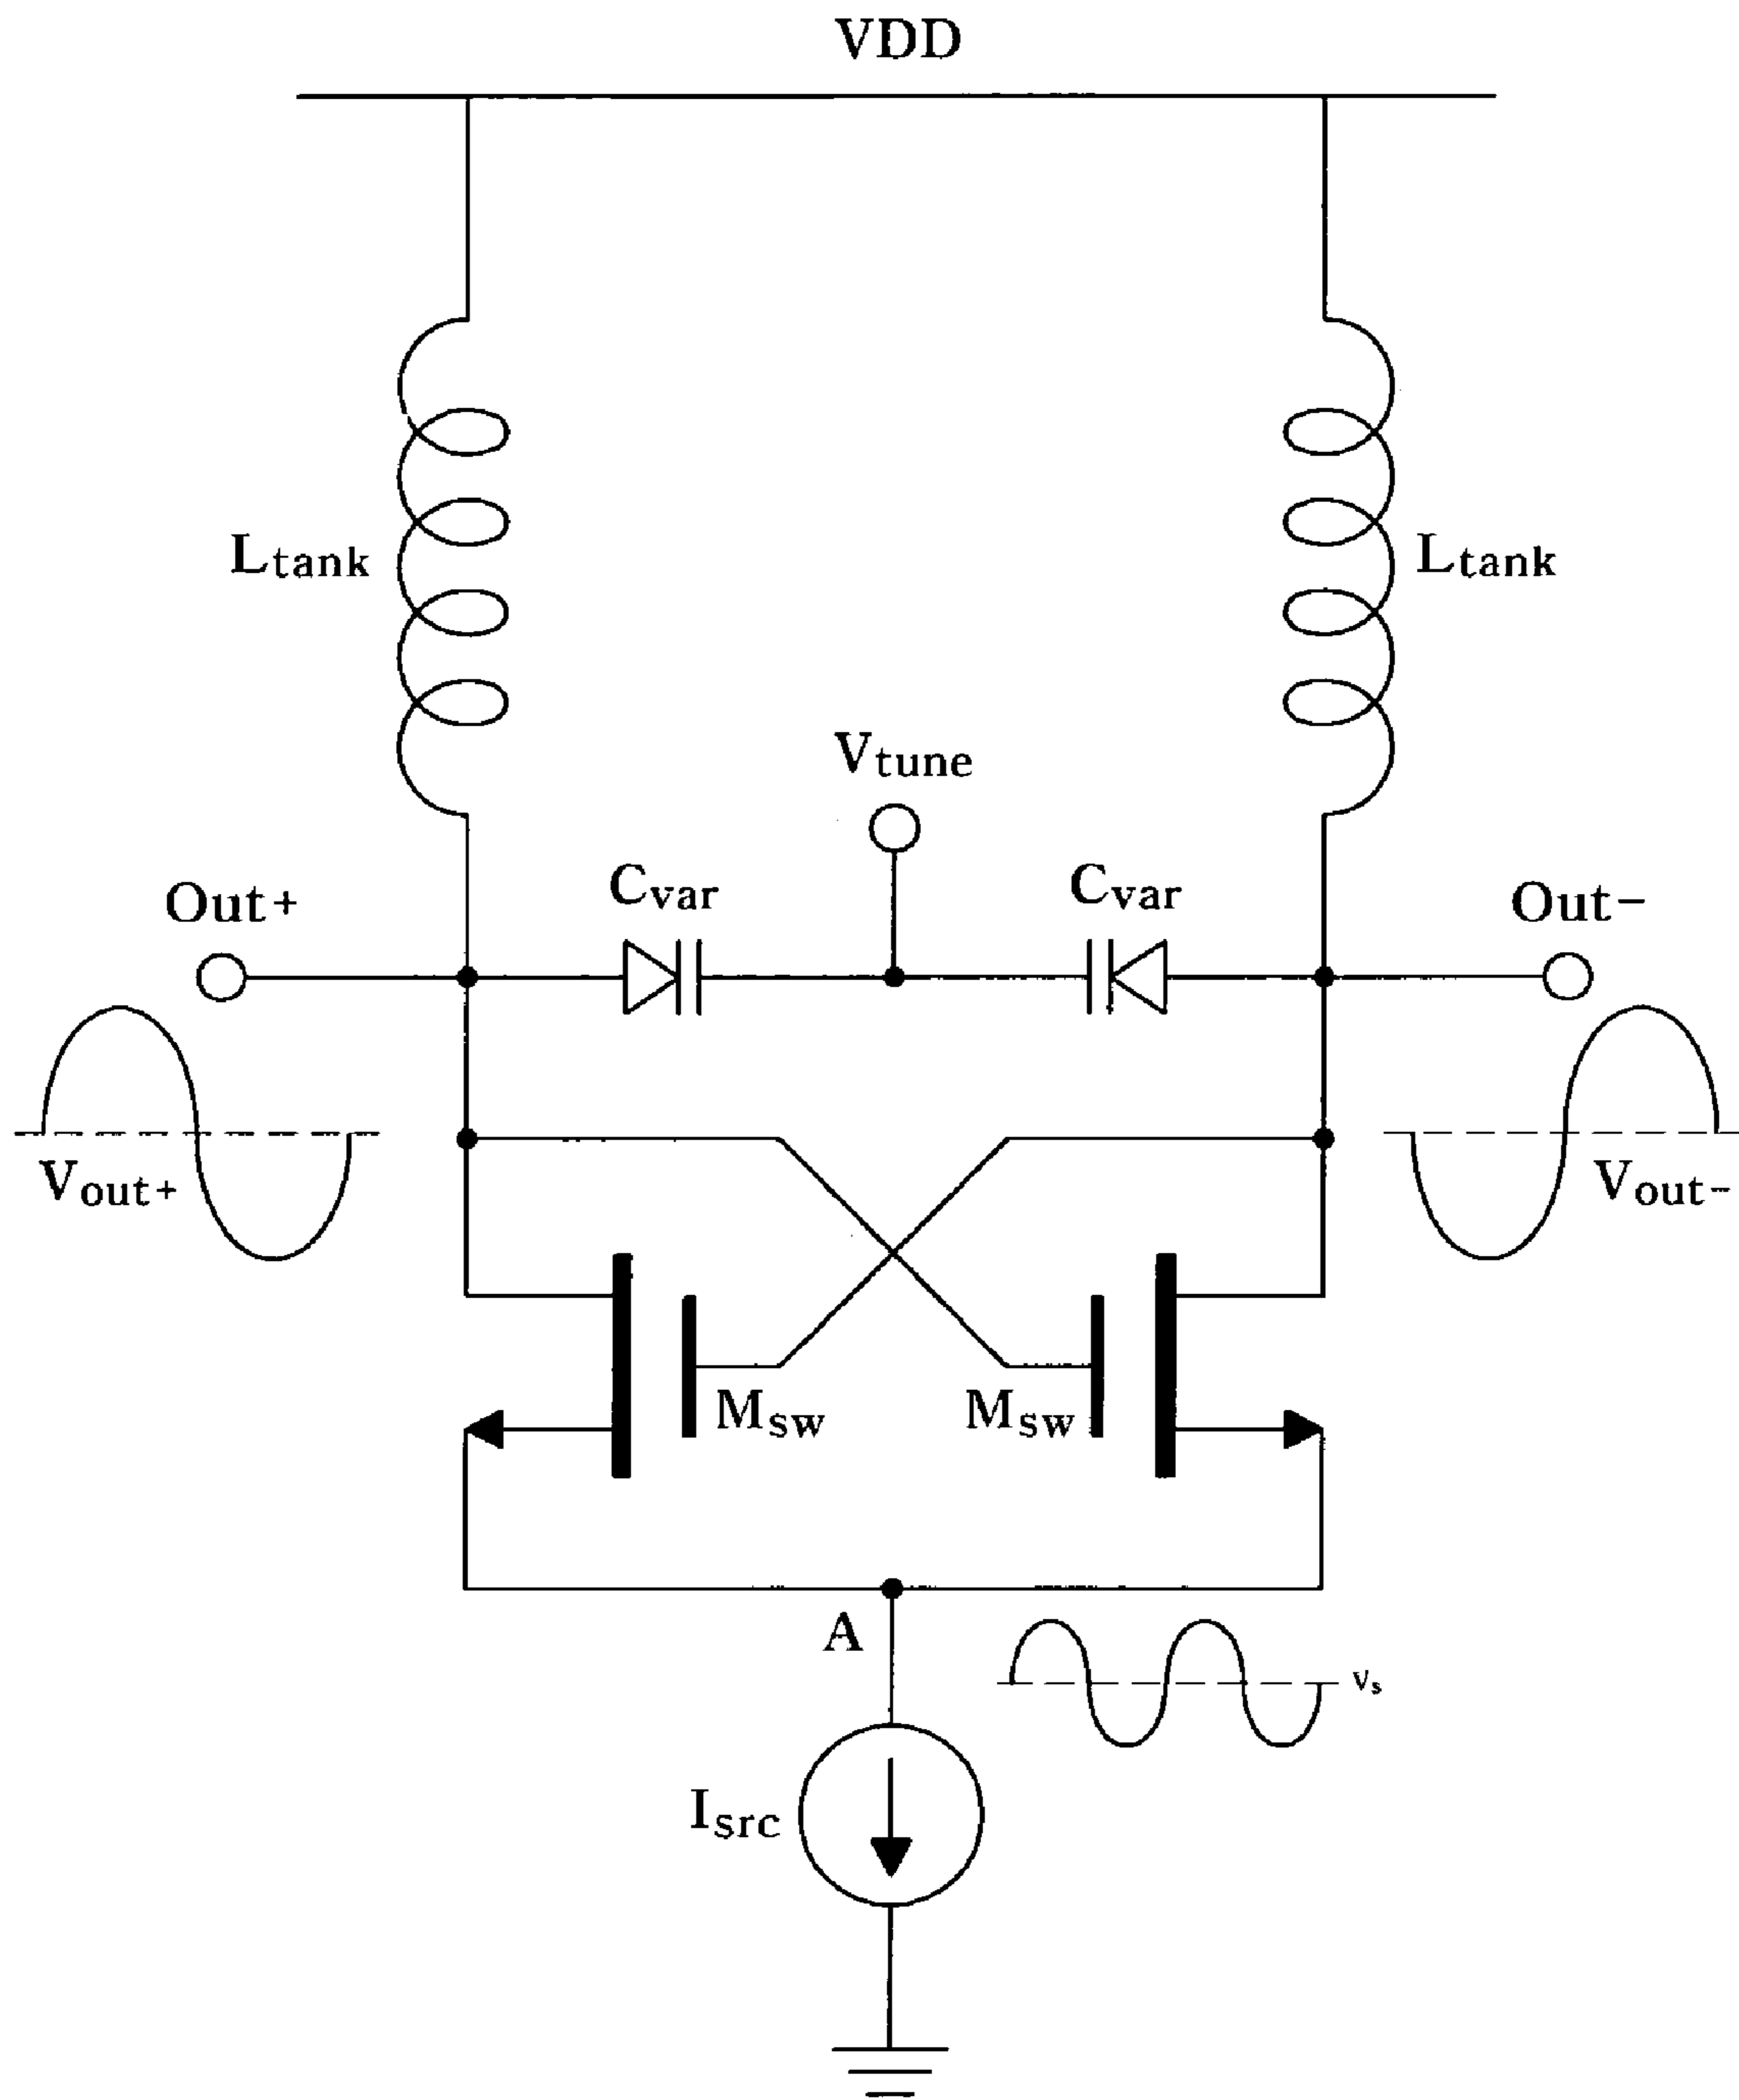 VDD
Ltank
Ltank
Vtune
Cvar
Cvar
Out+
Out−
Vout+
Vout−
Msw
Msw
A
vs
Isrc